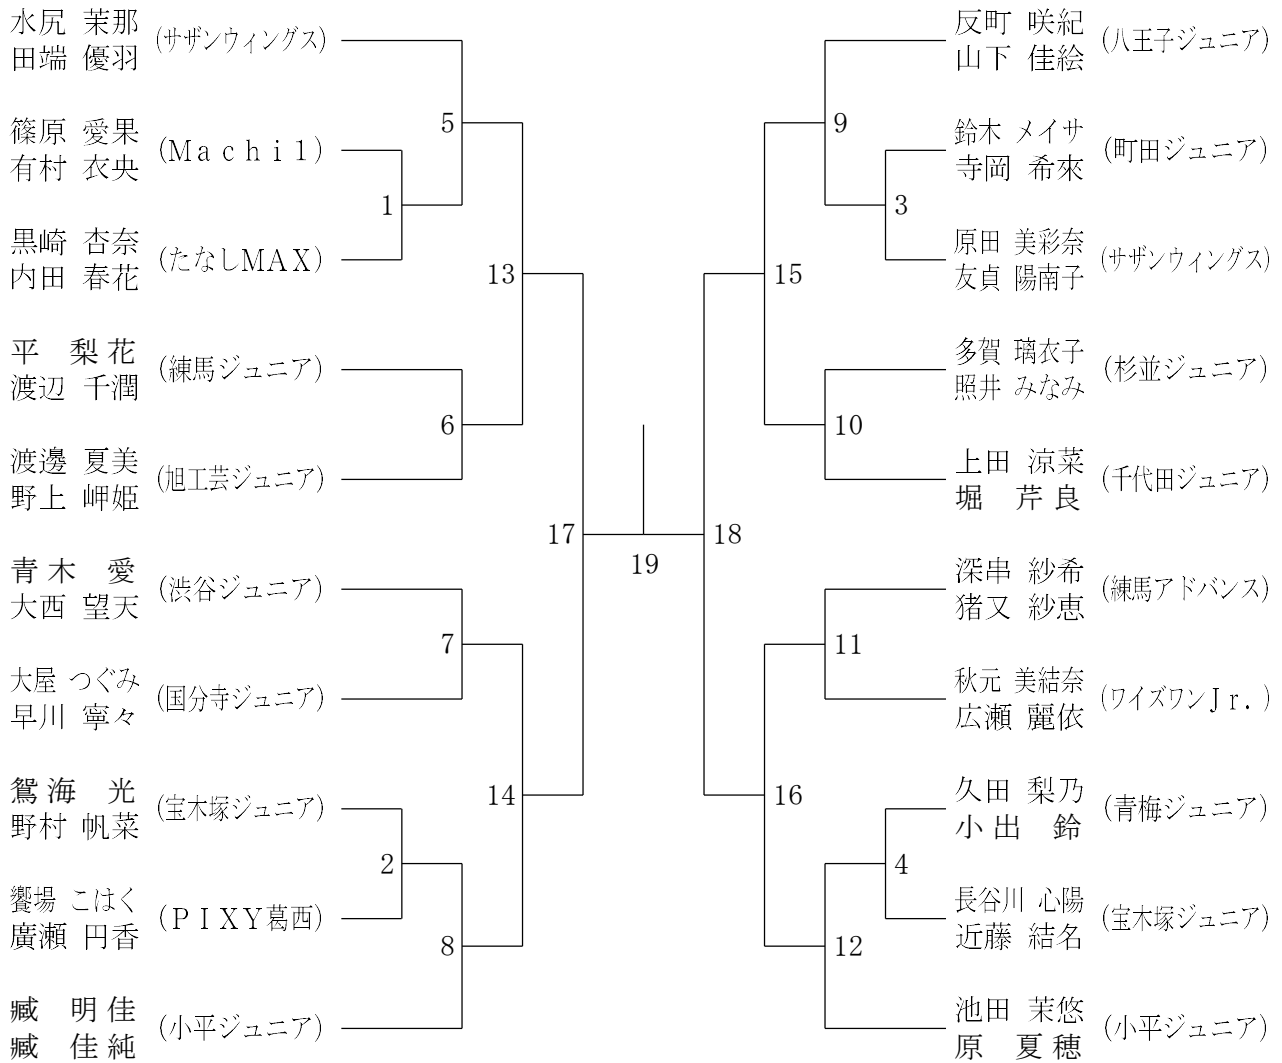 水尻 茉那
田端 優羽
(サザンウィングス)
篠原 愛果
有村 衣央
(Machi1)
黒崎 杏奈
内田 春花
(たなしMAX)
平 梨花
渡辺 千潤
(練馬ジュニア)
渡邊 夏美
野上 岬姫
(旭工芸ジュニア)
青木 愛
大西 望天
(渋谷ジュニア)
大屋 つぐみ
早川 寧々
(国分寺ジュニア)
鴛海 光
野村 帆菜
(宝木塚ジュニア)
饗場 こはく
廣瀬 円香
(PIXY葛西)
臧 明佳
臧 佳純
(小平ジュニア)
5
1
13
6
17
7
14
2
8
19
9
3
15
10
18
11
16
4
12
反町 咲紀
山下 佳絵
(八王子ジュニア)
鈴木 メイサ
寺岡 希來
(町田ジュニア)
原田 美彩奈
友貞 陽南子
(サザンウィングス)
多賀 璃衣子
照井 みなみ
(杉並ジュニア)
上田 涼菜
堀 芹良
(千代田ジュニア)
深串 紗希
猪又 紗恵
(練馬アドバンス)
秋元 美結奈
広瀬 麗依
(ワイズワンJr.)
久田 梨乃
小出 鈴
(青梅ジュニア)
長谷川 心陽
近藤 結名
(宝木塚ジュニア)
池田 茉悠
原 夏穂
(小平ジュニア)